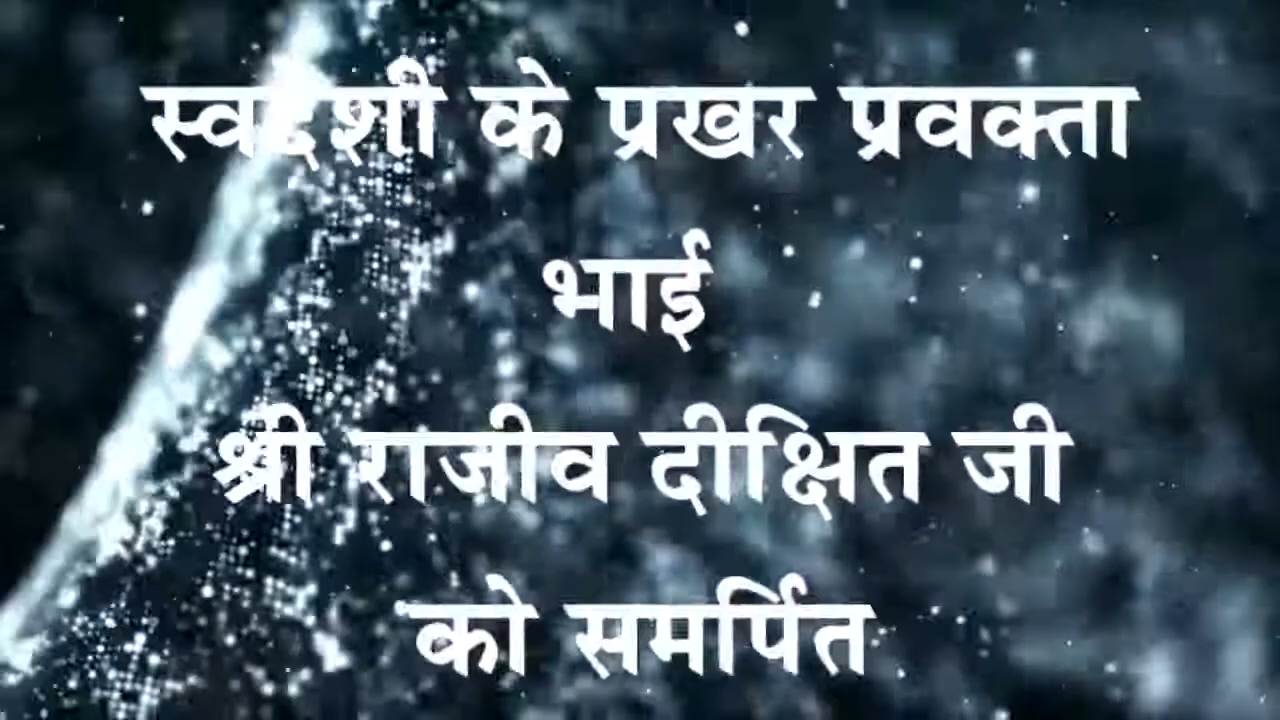 स्वदेशी के प्रखर प्रवक्ता
भाई
श्री राजीव दीक्षित जी
को समर्पित